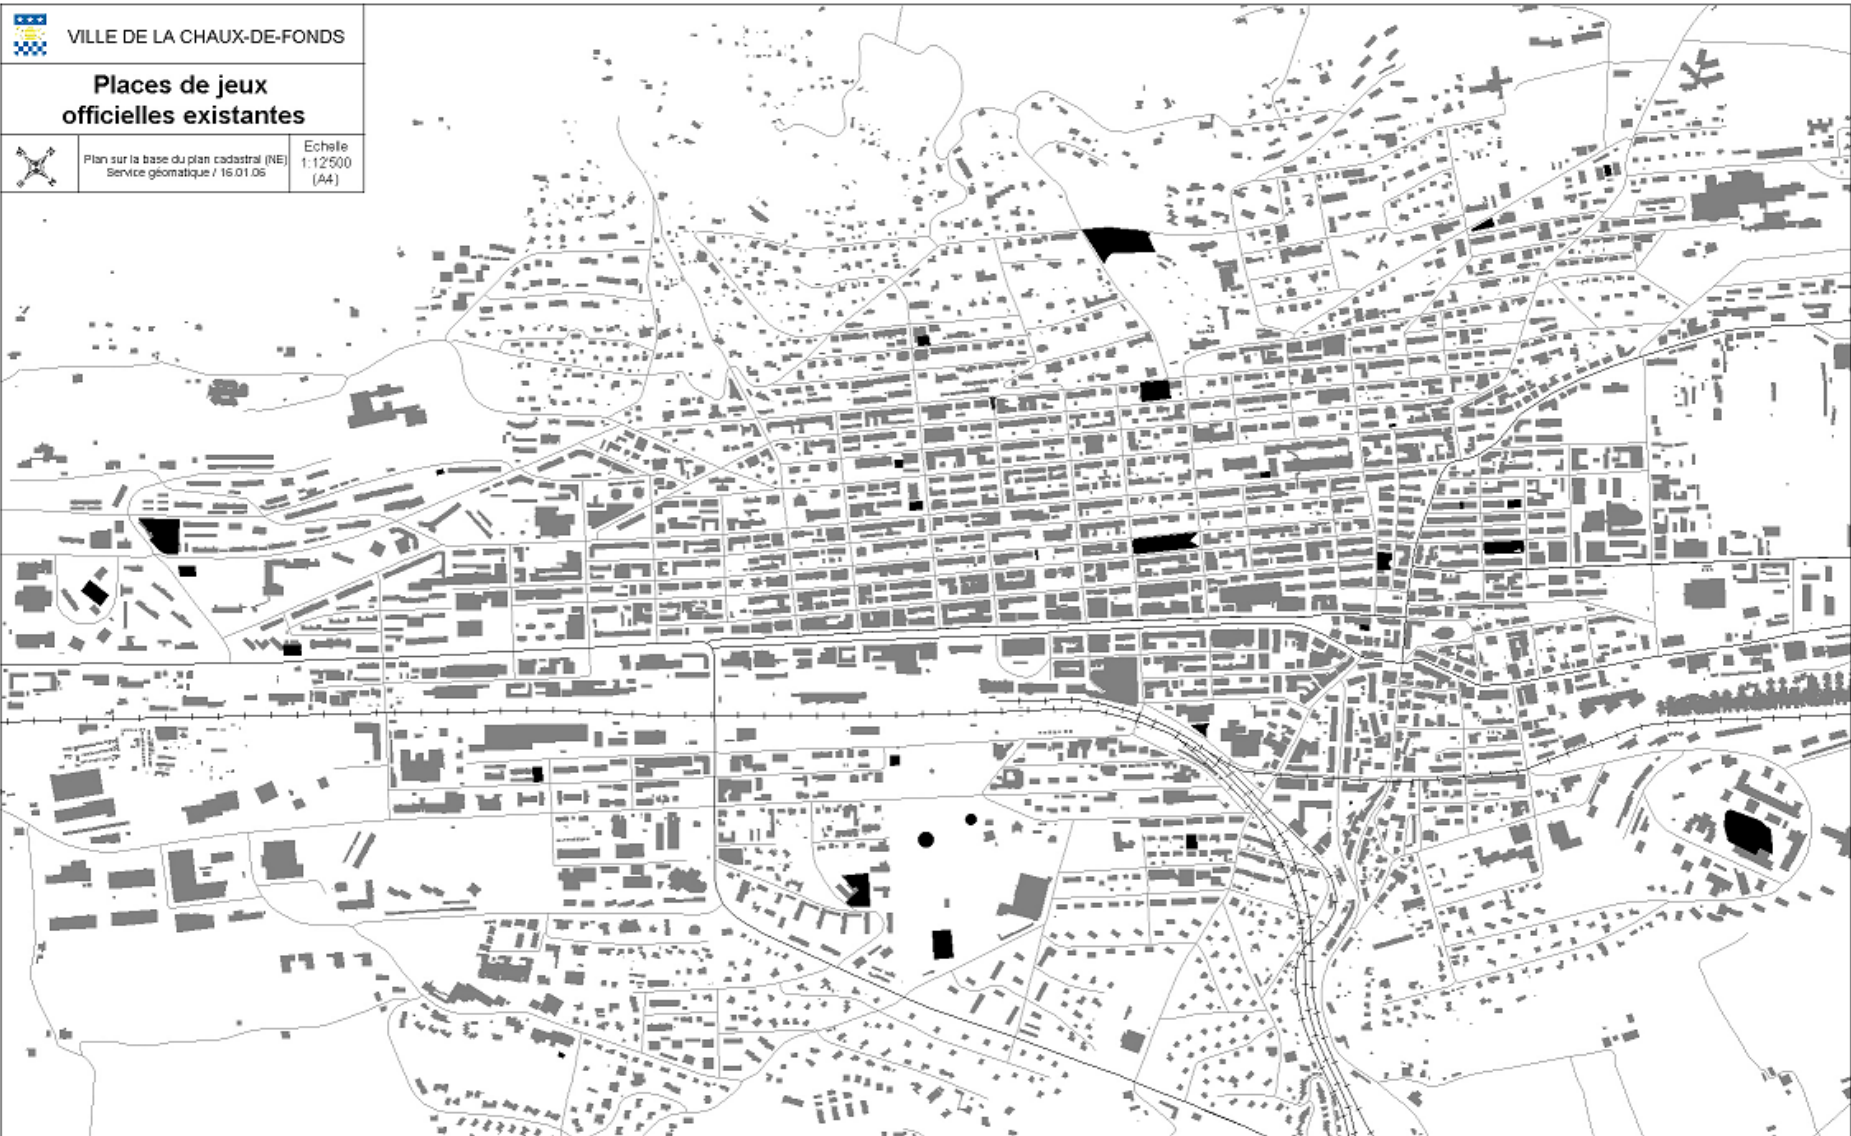 VILLE DE LA CHAUX-DE-FONDS
Places de jeux
officielles existantes
Plan sur la base du plan cadastral (NE)
Service géomatique / 16.01.06
Echelle
1:12'500
(A4)